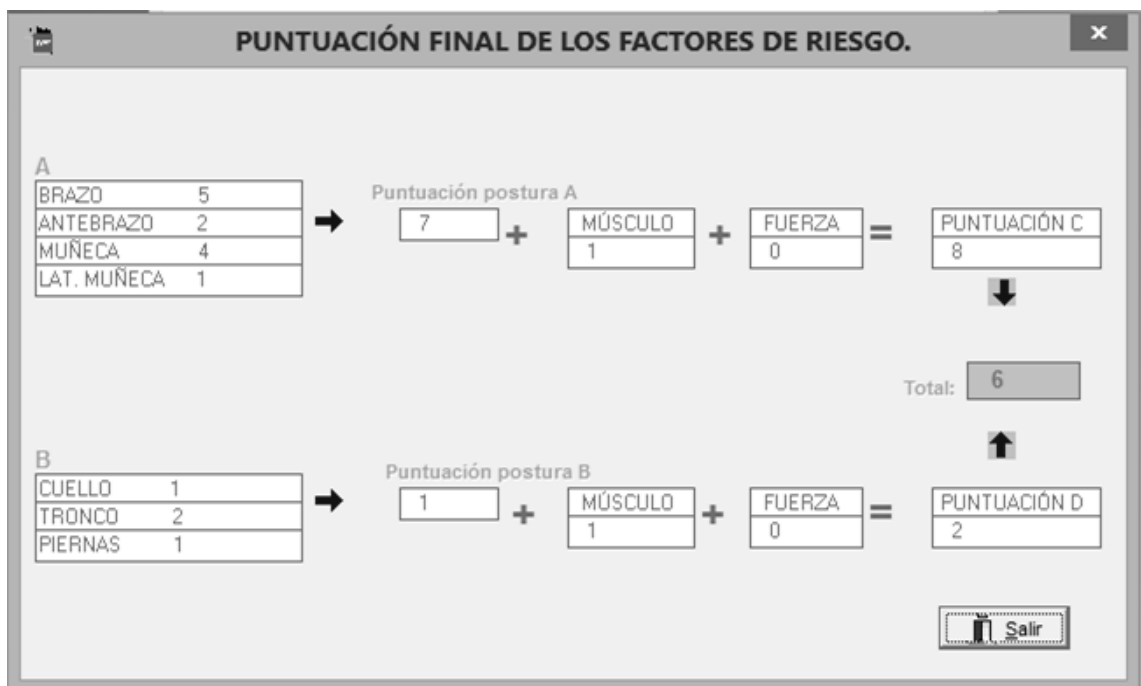 PUNTUACIÓN FINAL DE LOS FACTORES DE RIESGO.
A
BRAZO 5
ANTEBRAZO 2
MUÑECA 4
LAT. MUÑECA 1
Puntuación postura A
7 + MÚSCULO 1 + FUERZA 0 = PUNTUACIÓN C 8
Total: 6
B
CUELLO 1
TRONCO 2
PIERNAS 1
Puntuación postura B
1 + MÚSCULO 1 + FUERZA 0 = PUNTUACIÓN D 2
Salir